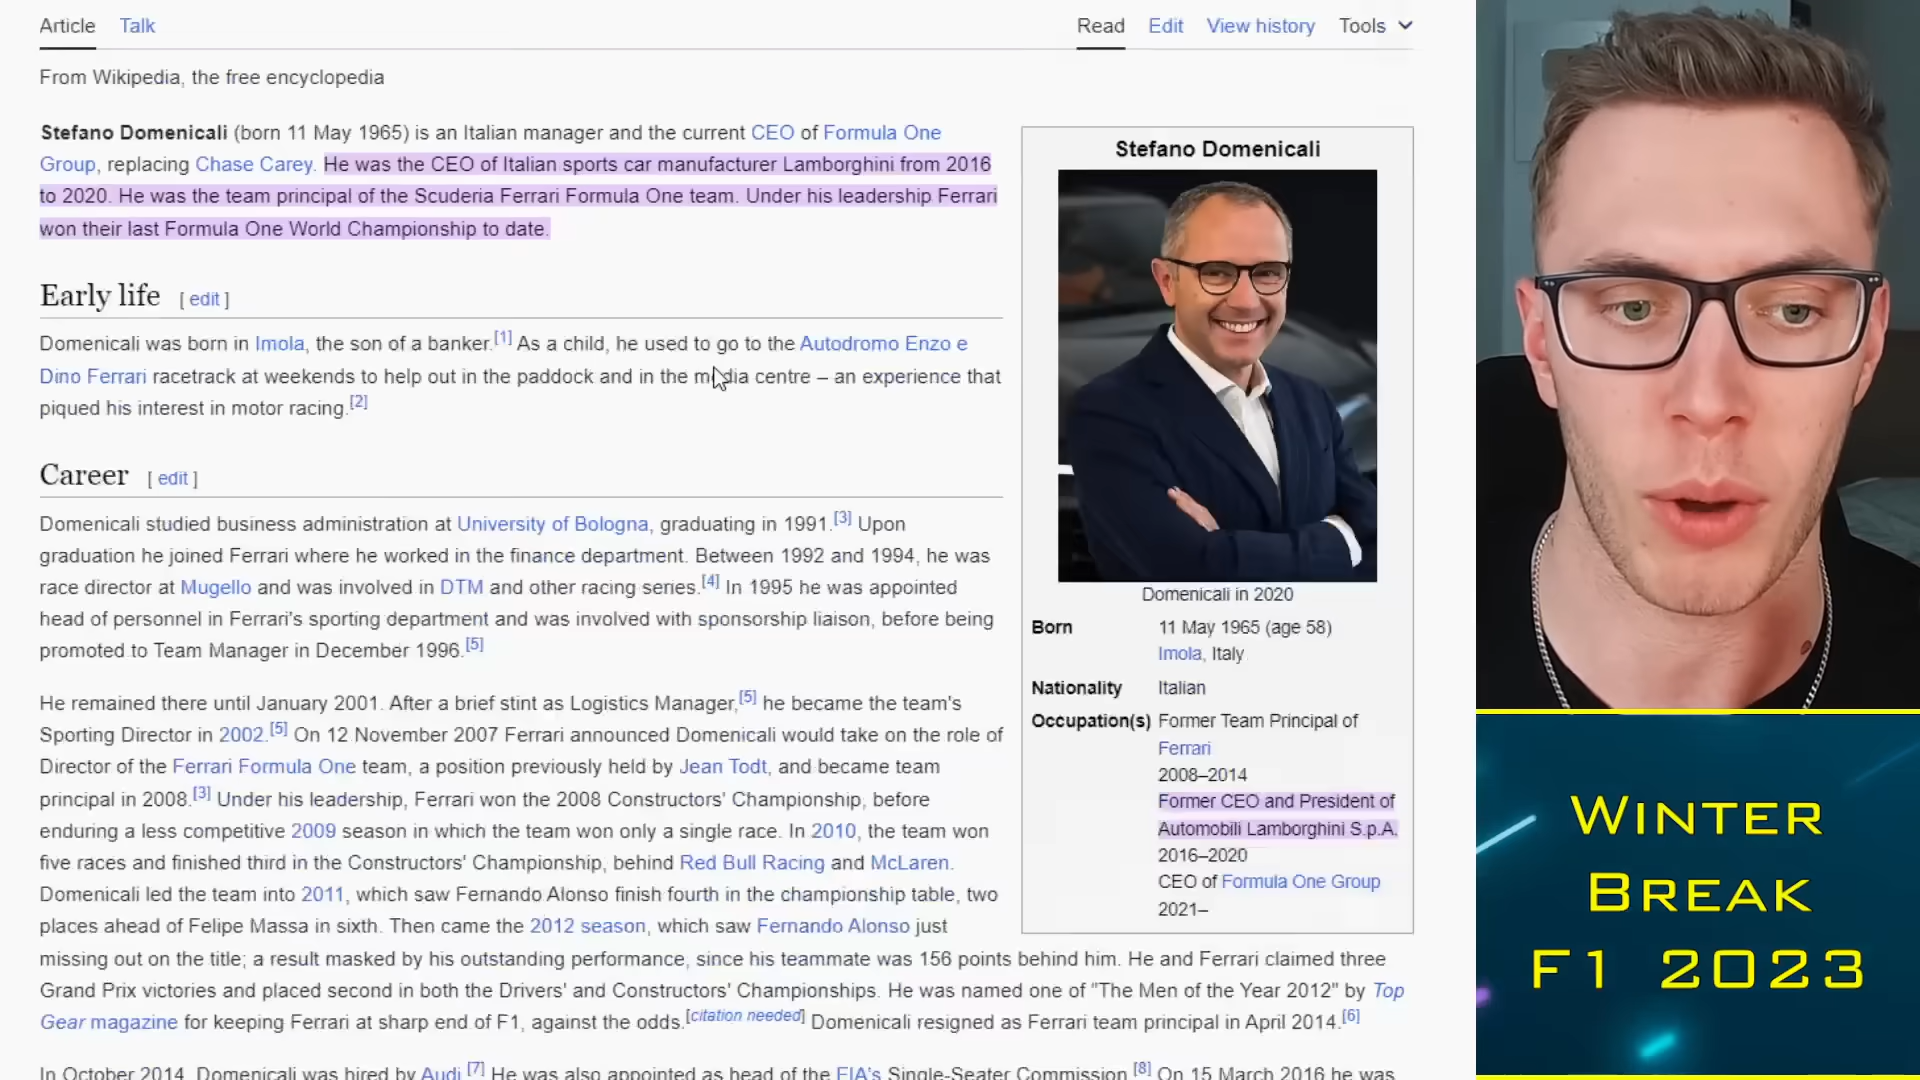 Article Talk Read Edit View history Tools
From Wikipedia, the free encyclopedia
Stefano Domenicali (born 11 May 1965) is an Italian manager and the current CEO of Formula One
Group, replacing Chase Carey. He was the CEO of Italian sports car manufacturer Lamborghini from 2016
to 2020. He was the team principal of the Scuderia Ferrari Formula One team. Under his leadership Ferrari
won their last Formula One World Championship to date.
Early life [ edit ]
Domenicali was born in Imola, the son of a banker.[1] As a child, he used to go to the Autodromo Enzo e
Dino Ferrari racetrack at weekends to help out in the paddock and in the media centre – an experience that
piqued his interest in motor racing.[2]
Career [ edit ]
Domenicali studied business administration at University of Bologna, graduating in 1991.[3] Upon
graduation he joined Ferrari where he worked in the finance department. Between 1992 and 1994, he was
race director at Mugello and was involved in DTM and other racing series.[4] In 1995 he was appointed
head of personnel in Ferrari's sporting department and was involved with sponsorship liaison, before being
promoted to Team Manager in December 1996.[5]
He remained there until January 2001. After a brief stint as Logistics Manager,[5] he became the team's
Sporting Director in 2002.[5] On 12 November 2007 Ferrari announced Domenicali would take on the role of
Director of the Ferrari Formula One team, a position previously held by Jean Todt, and became team
principal in 2008.[3] Under his leadership, Ferrari won the 2008 Constructors' Championship, before
enduring a less competitive 2009 season in which the team won only a single race. In 2010, the team won
five races and finished third in the Constructors' Championship, behind Red Bull Racing and McLaren.
Domenicali led the team into 2011, which saw Fernando Alonso finish fourth in the championship table, two
places ahead of Felipe Massa in sixth. Then came the 2012 season, which saw Fernando Alonso just
missing out on the title; a result masked by his outstanding performance, since his teammate was 156 points behind him. He and Ferrari claimed three
Grand Prix victories and placed second in both the Drivers' and Constructors' Championships. He was named one of "The Men of the Year 2012" by Top
Gear magazine for keeping Ferrari at sharp end of F1, against the odds.[citation needed] Domenicali resigned as Ferrari team principal in April 2014.[6]
In October 2014, Domenicali was hired by Audi.[7] He was also appointed as head of the FIA's Single-Seater Commission.[8] On 15 March 2016 he was
Stefano Domenicali
Domenicali in 2020
Born 11 May 1965 (age 58)
Imola, Italy
Nationality Italian
Occupation(s) Former Team Principal of
Ferrari
2008–2014
Former CEO and President of
Automobili Lamborghini S.p.A.
2016–2020
CEO of Formula One Group
2021–
WINTER
BREAK
F1 2023